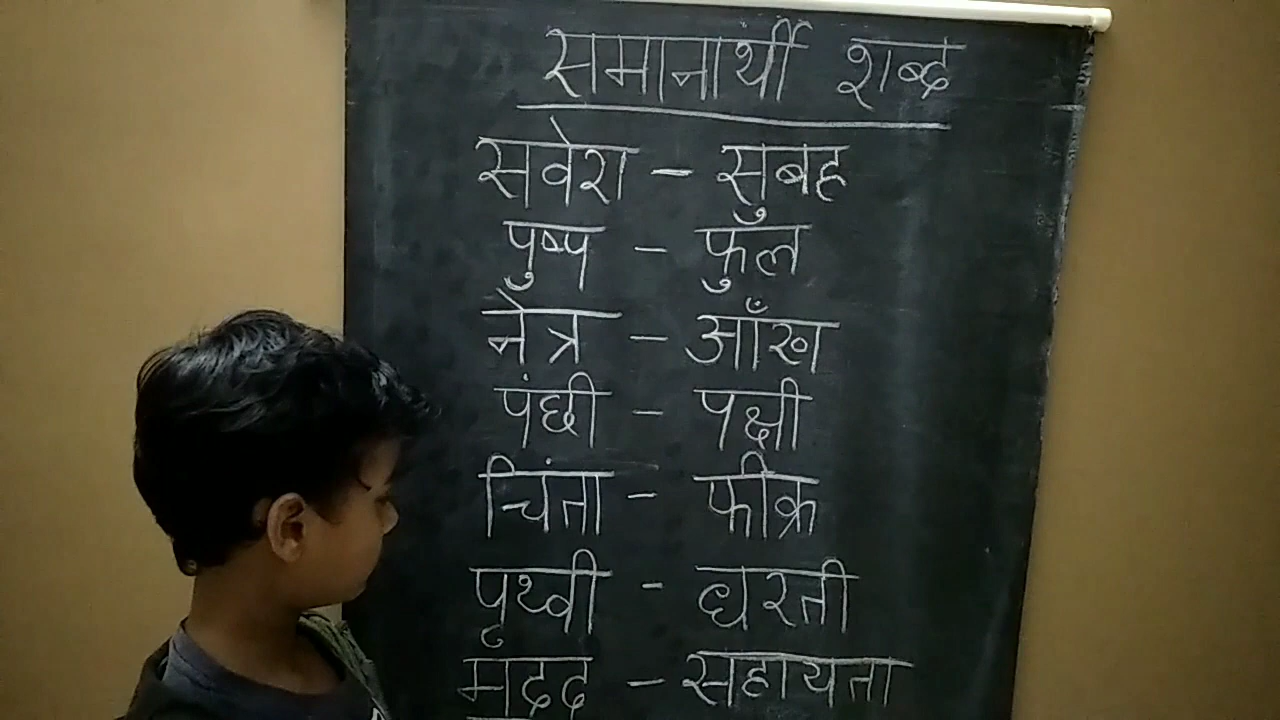 समानार्थी शब्द
सवेरा - सुबह
पुष्प - फुल
नेत्र - आँख
पंछी - पक्षी
चिंता - फीक्र
पृथ्वी - धरती
मदद - सहायता